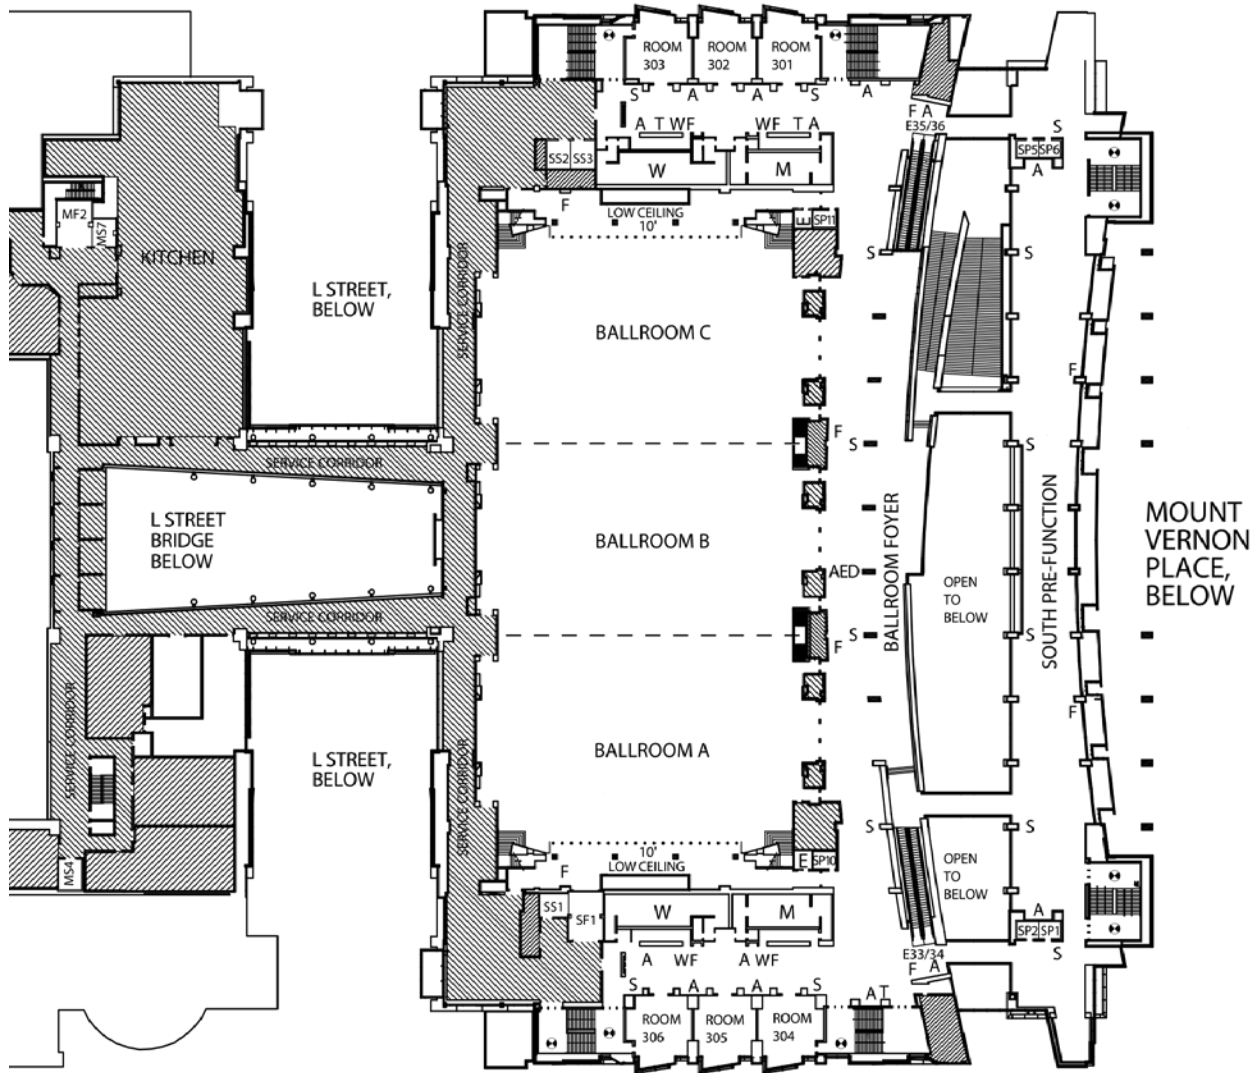 ROOM
303
ROOM
302
ROOM
301
S
A
A
S
A
F
A
E35/36
A T WF
WF T A
S
SP5
SP6
A
SS2
SS3
W
M
F
LOW CEILING
10'
E
SP11
MF2
MS7
KITCHEN
S
S
L STREET,
BELOW
SERVICE CORRIDOR
BALLROOM C
F
F
S
S
SERVICE CORRIDOR
L STREET
BRIDGE
BELOW
BALLROOM B
AED
BALLROOM FOYER
OPEN
TO
BELOW
SOUTH PRE-FUNCTION
MOUNT
VERNON
PLACE,
BELOW
SERVICE CORRIDOR
S
F
S
F
SERVICE CORRIDOR
L STREET,
BELOW
SERVICE CORRIDOR
BALLROOM A
S
S
10'
LOW CEILING
F
E
SP10
OPEN
TO
BELOW
MS4
SS1
SF1
W
M
A
SP2
SP1
S
A WF
A WF
E33/34
F
A
S
A
A
S
A T
ROOM
306
ROOM
305
ROOM
304